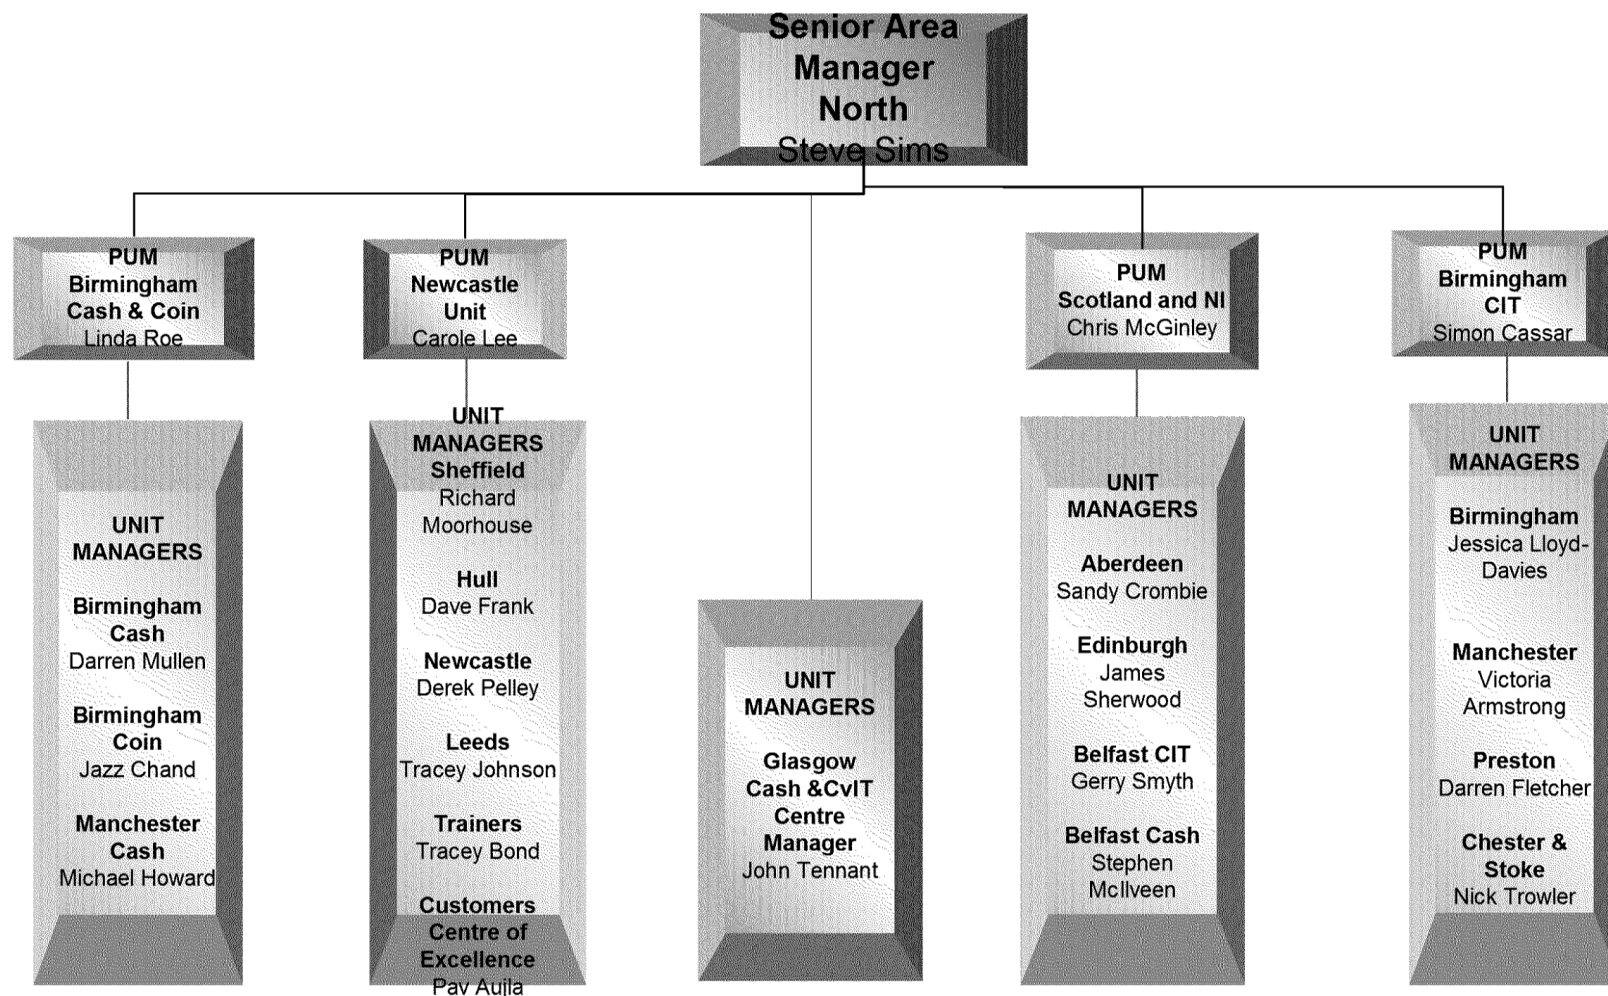 Senior Area
Manager
North
Steve Sims
PUM
Birmingham
Cash & Coin
Linda Roe
PUM
Newcastle
Unit
Carole Lee
PUM
Scotland and NI
Chris McGinley
PUM
Birmingham
CIT
Simon Cassar
UNIT
MANAGERS
Birmingham
Cash
Darren Mullen
Birmingham
Coin
Jazz Chand
Manchester
Cash
Michael Howard
UNIT
MANAGERS
Sheffield
Richard
Moorhouse
Hull
Dave Frank
Newcastle
Derek Pelley
Leeds
Tracey Johnson
Trainers
Tracey Bond
Customers
Centre of
Excellence
Pav Aujla
UNIT
MANAGERS
Glasgow
Cash &CvIT
Centre
Manager
John Tennant
UNIT
MANAGERS
Aberdeen
Sandy Crombie
Edinburgh
James
Sherwood
Belfast CIT
Gerry Smyth
Belfast Cash
Stephen
McIlveen
UNIT
MANAGERS
Birmingham
Jessica Lloyd-
Davies
Manchester
Victoria
Armstrong
Preston
Darren Fletcher
Chester &
Stoke
Nick Trowler